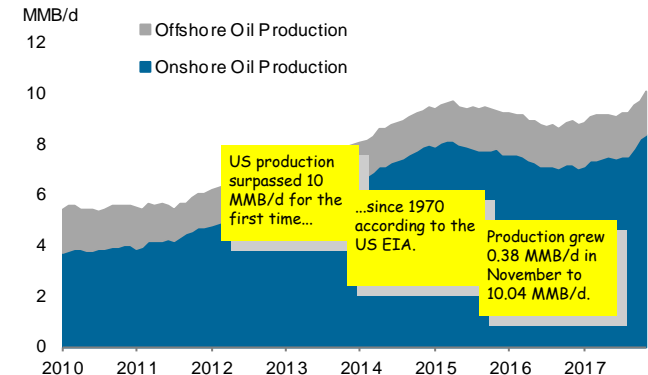 MMB/d
Offshore Oil Production
12
Onshore Oil Production
10
8
US production
surpassed 10
MMB/d for the
first time...
6
...since 1970
according to the
US EIA.
Production grew
0.38 MMB/d in
November to
10.04 MMB/d.
4
2
0
2010 2011 2012 2013 2014 2015 2016 2017